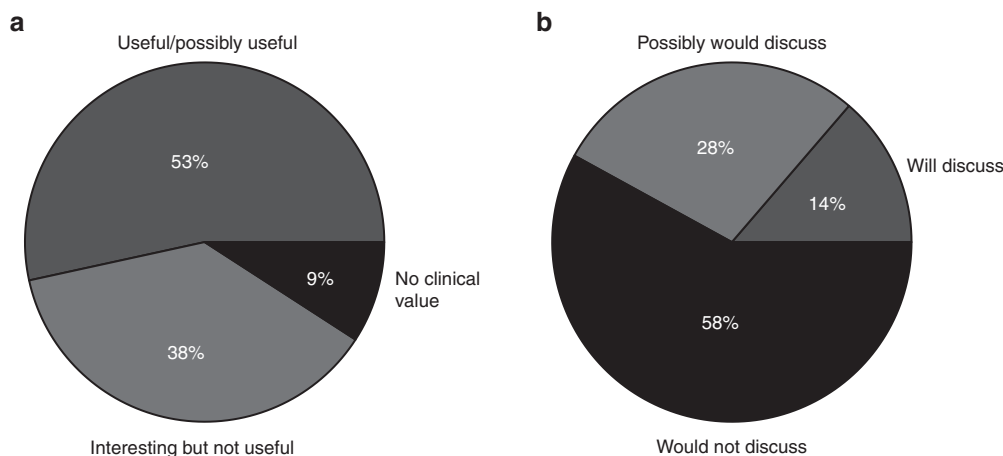 a
Useful/possibly useful
53%
9%
No clinical
value
38%
Interesting but not useful
b
Possibly would discuss
28%
Will discuss
14%
58%
Would not discuss